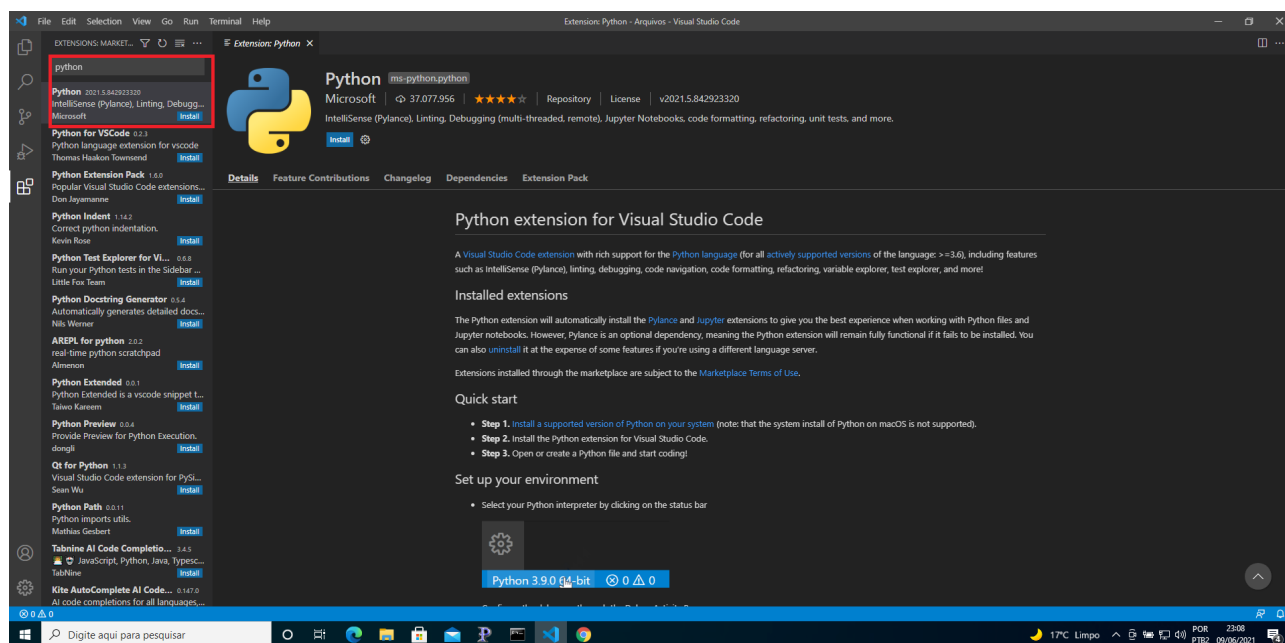 File Edit Selection View Go Run Terminal Help
Extension: Python - Arquivos - Visual Studio Code
EXTENSIONS: MARKET...
python
Python 2021.5.842923320
IntelliSense (Pylance), Linting, Debugg...
Microsoft Install
Python for VSCode 0.2.3
Python language extension for vscode
Thomas Haakon Townsend Install
Python Extension Pack 1.6.0
Popular Visual Studio Code extensions...
Don Jayamanne Install
Python Indent 1.14.2
Correct python indentation.
Kevin Rose Install
Python Test Explorer for Vi... 0.6.8
Run your Python tests in the Sidebar ...
Little Fox Team Install
Python Docstring Generator 0.5.4
Automatically generates detailed docs...
Nils Werner Install
AREPL for python 2.0.2
real-time python scratchpad
Almenon Install
Python Extended 0.0.1
Python Extended is a vscode snippet t...
Taiwo Kareem Install
Python Preview 0.0.4
Provide Preview for Python Execution.
dongli Install
Qt for Python 1.1.3
Visual Studio Code extension for PySi...
Sean Wu Install
Python Path 0.0.11
Python imports utils.
Mathias Gesbert Install
Tabnine AI Code Completio... 3.4.5
JavaScript, Python, Java, Typesc...
TabNine Install
Kite AutoComplete AI Code... 0.147.0
AI code completions for all languages,...
Extension: Python
Python ms-python.python
Microsoft 37.077.956 Repository License v2021.5.842923320
IntelliSense (Pylance), Linting, Debugging (multi-threaded, remote), Jupyter Notebooks, code formatting, refactoring, unit tests, and more.
Install
Details Feature Contributions Changelog Dependencies Extension Pack
Python extension for Visual Studio Code
A Visual Studio Code extension with rich support for the Python language (for all actively supported versions of the language: >=3.6), including features
such as IntelliSense (Pylance), linting, debugging, code navigation, code formatting, refactoring, variable explorer, test explorer, and more!
Installed extensions
The Python extension will automatically install the Pylance and Jupyter extensions to give you the best experience when working with Python files and
Jupyter notebooks. However, Pylance is an optional dependency, meaning the Python extension will remain fully functional if it fails to be installed. You
can also uninstall it at the expense of some features if you're using a different language server.
Extensions installed through the marketplace are subject to the Marketplace Terms of Use.
Quick start
Step 1. Install a supported version of Python on your system (note: that the system install of Python on macOS is not supported).
Step 2. Install the Python extension for Visual Studio Code.
Step 3. Open or create a Python file and start coding!
Set up your environment
Select your Python interpreter by clicking on the status bar
Python 3.9.0 64-bit 0 0
0 0
Digite aqui para pesquisar
17°C Limpo
POR
PTB2
23:08
09/06/2021